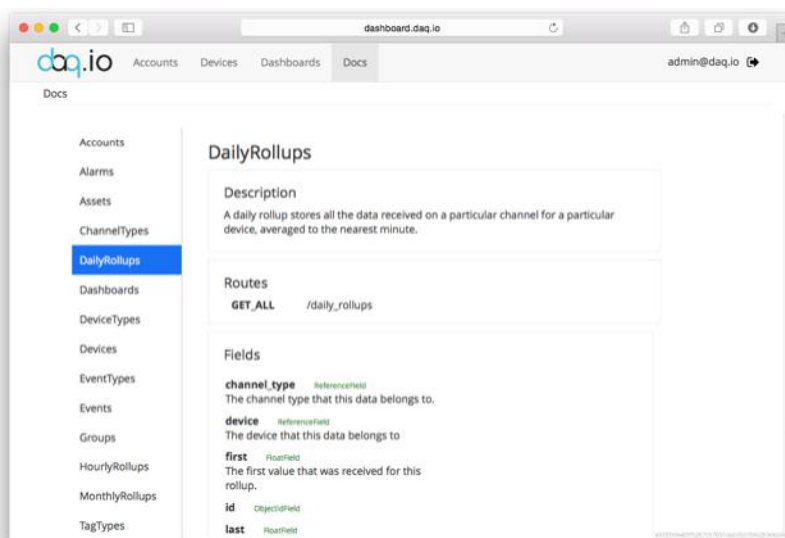 dashboard.daq.io
daq.io Accounts Devices Dashboards Docs admin@daq.io
Docs
Accounts
Alarms
Assets
ChannelTypes
DailyRollups
Dashboards
DeviceTypes
Devices
EventTypes
Events
Groups
HourlyRollups
MonthlyRollups
TagTypes
DailyRollups
Description
A daily rollup stores all the data received on a particular channel for a particular
device, averaged to the nearest minute.
Routes
GET_ALL /daily_rollups
Fields
channel_type ReferenceField
The channel type that this data belongs to.
device ReferenceField
The device that this data belongs to
first FloatField
The first value that was received for this
rollup.
id ObjectIdField
last FloatField